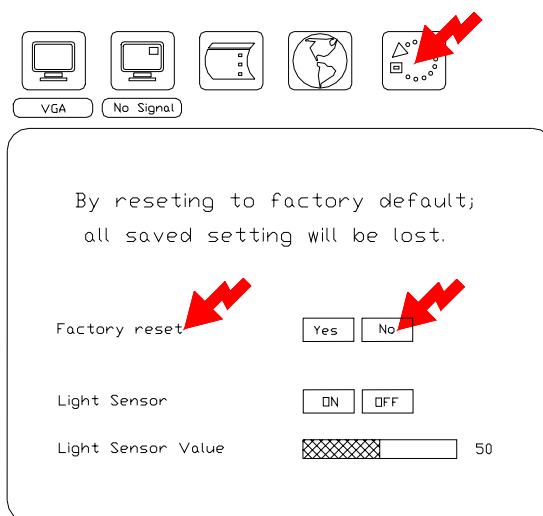 VGA
No Signal
By reseting to factory default;
all saved setting will be lost.
Factory reset
Yes No
Light Sensor
ON OFF
Light Sensor Value
50